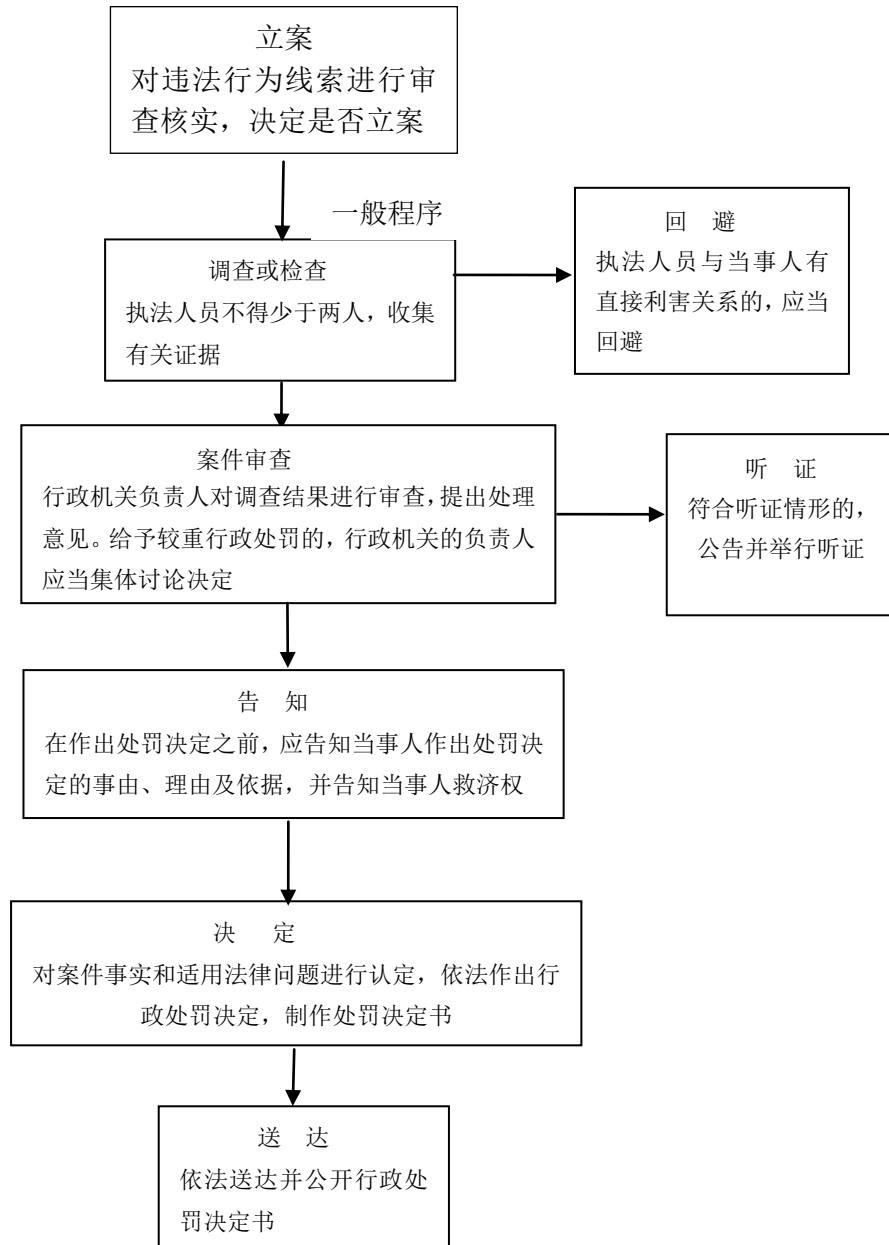 立案
对违法行为线索进行审
查核实，决定是否立案
一般程序
调查或检查
执法人员不得少于两人，收集
有关证据
回 避
执法人员与当事人有
直接利害关系的，应当
回避
案件审查
行政机关负责人对调查结果进行审查，提出处理
意见。给予较重行政处罚的，行政机关的负责人
应当集体讨论决定
听 证
符合听证情形的，
公告并举行听证
告 知
在作出处罚决定之前，应告知当事人作出处罚决
定的事由、理由及依据，并告知当事人救济权
决 定
对案件事实和适用法律问题进行认定，依法作出行
政处罚决定，制作处罚决定书
送 达
依法送达并公开行政处
罚决定书